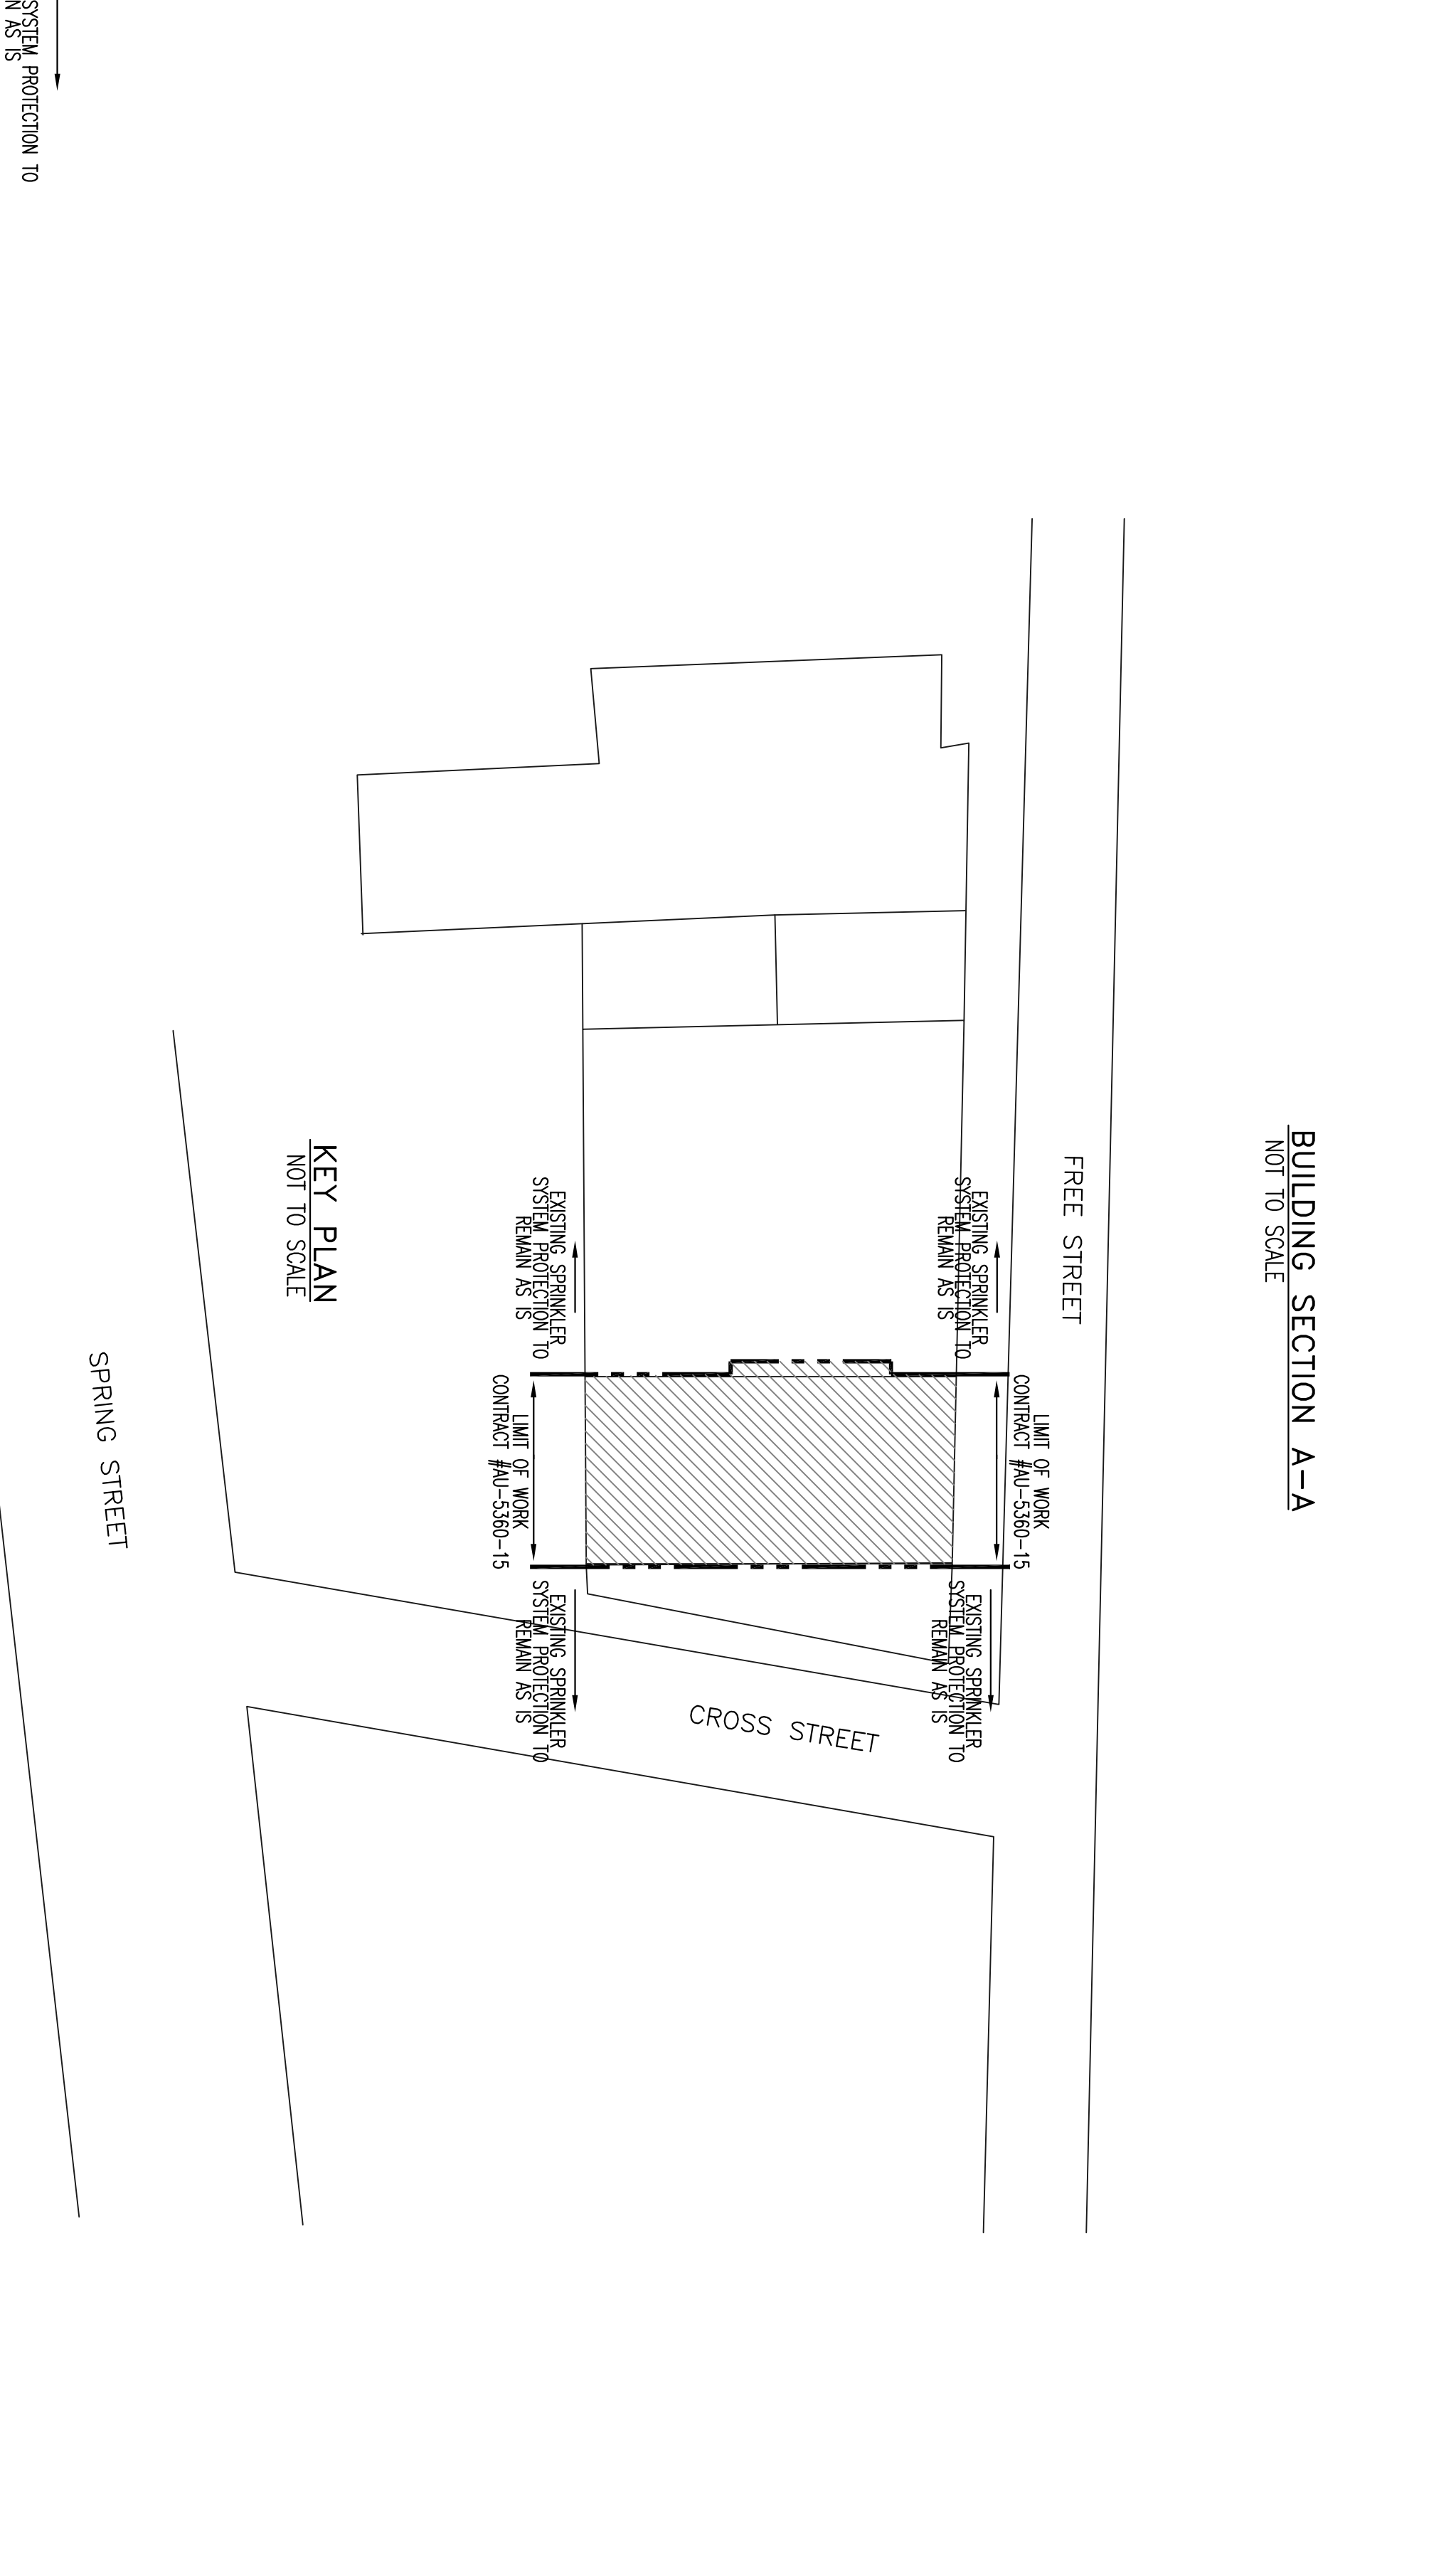 BUILDING SECTION A-A
NOT TO SCALE
FREE STREET
EXISTING SPRINKLER
SYSTEM PROTECTION TO
REMAIN AS IS
LIMIT OF WORK
CONTRACT #AU-5360-15
EXISTING SPRINKLER
SYSTEM PROTECTION TO
REMAIN AS IS
CROSS STREET
EXISTING SPRINKLER
SYSTEM PROTECTION TO
REMAIN AS IS
LIMIT OF WORK
CONTRACT #AU-5360-15
EXISTING SPRINKLER
SYSTEM PROTECTION TO
REMAIN AS IS
KEY PLAN
NOT TO SCALE
SPRING STREET
SYSTEM PROTECTION TO
N AS IS